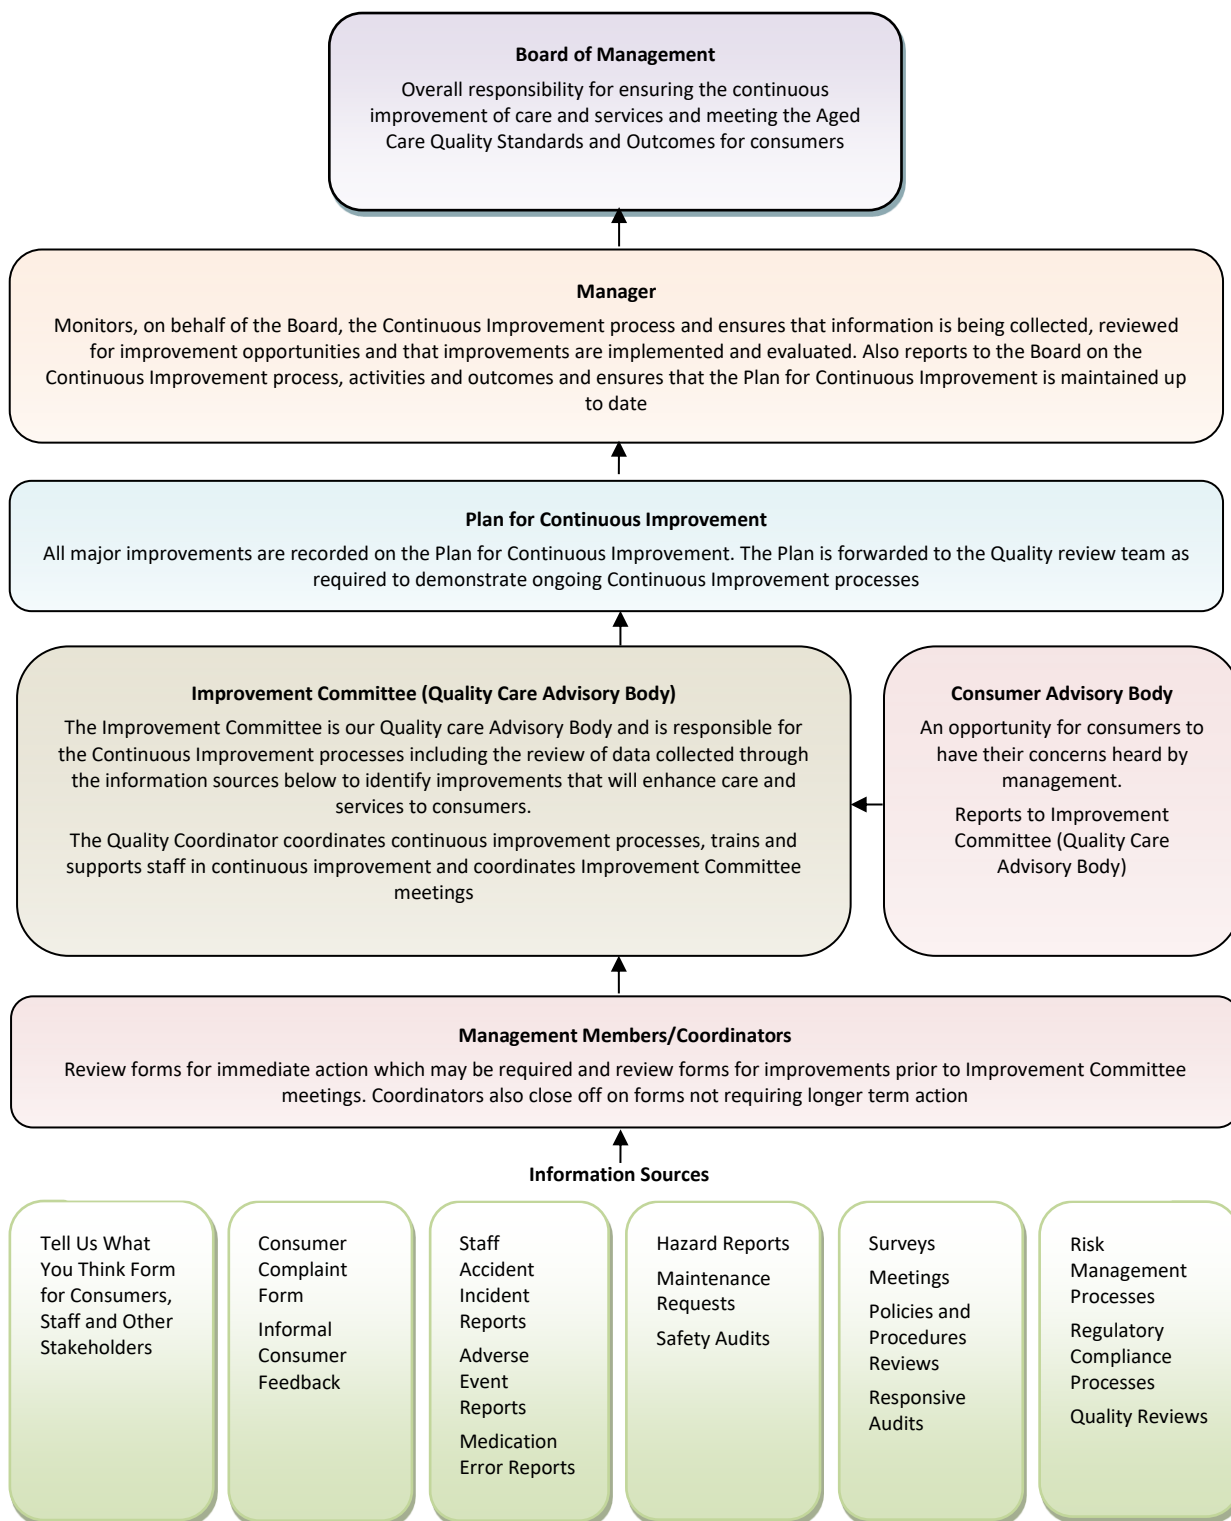 Board of Management
Overall responsibility for ensuring the continuous
improvement of care and services and meeting the Aged
Care Quality Standards and Outcomes for consumers
Manager
Monitors, on behalf of the Board, the Continuous Improvement process and ensures that information is being collected, reviewed
for improvement opportunities and that improvements are implemented and evaluated. Also reports to the Board on the
Continuous Improvement process, activities and outcomes and ensures that the Plan for Continuous Improvement is maintained up
to date
Plan for Continuous Improvement
All major improvements are recorded on the Plan for Continuous Improvement. The Plan is forwarded to the Quality review team as
required to demonstrate ongoing Continuous Improvement processes
Improvement Committee (Quality Care Advisory Body)
The Improvement Committee is our Quality care Advisory Body and is responsible for
the Continuous Improvement processes including the review of data collected through
the information sources below to identify improvements that will enhance care and
services to consumers.
The Quality Coordinator coordinates continuous improvement processes, trains and
supports staff in continuous improvement and coordinates Improvement Committee
meetings
Consumer Advisory Body
An opportunity for consumers to
have their concerns heard by
management.
Reports to Improvement
Committee (Quality Care
Advisory Body)
Management Members/Coordinators
Review forms for immediate action which may be required and review forms for improvements prior to Improvement Committee
meetings. Coordinators also close off on forms not requiring longer term action
Information Sources
Tell Us What
You Think Form
for Consumers,
Staff and Other
Stakeholders
Consumer
Complaint
Form
Informal
Consumer
Feedback
Staff
Accident
Incident
Reports
Adverse
Event
Reports
Medication
Error Reports
Hazard Reports
Maintenance
Requests
Safety Audits
Surveys
Meetings
Policies and
Procedures
Reviews
Responsive
Audits
Risk
Management
Processes
Regulatory
Compliance
Processes
Quality Reviews